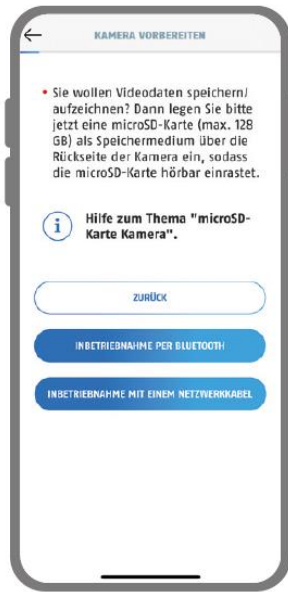 KAMERA VORBEREITEN
• Sie wollen Videodaten speichern/
aufzeichnen? Dann legen Sie bitte
jetzt eine microSD-Karte (max. 128
GB) als Speichermedium über die
Rückseite der Kamera ein, sodass
die microSD-Karte hörbar einrastet.
Hilfe zum Thema "microSD-
Karte Kamera".
ZURÜCK
INBETRIEBNAHME PER BLUETOOTH
INBETRIEBNAHME MIT EINEM NETZWERKKABEL